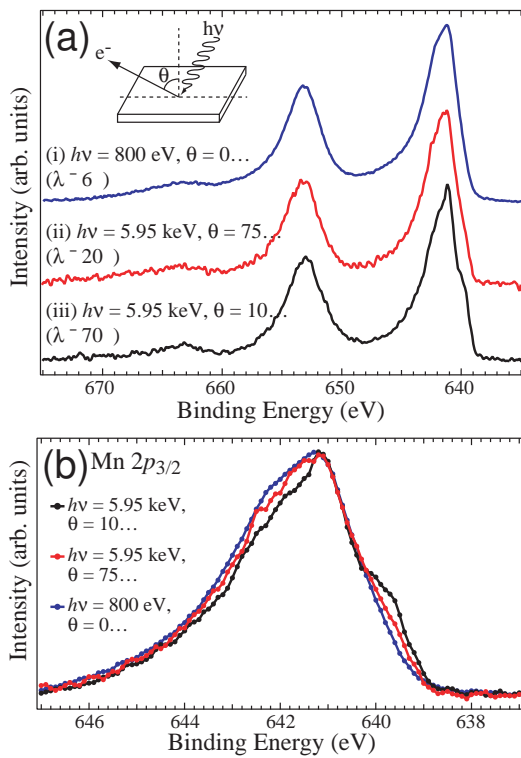 (a)
hν
e-
θ
(i) hν = 800 eV, θ = 0…
(λ ~ 6 )
(ii) hν = 5.95 keV, θ = 75…
(λ ~ 20 )
(iii) hν = 5.95 keV, θ = 10…
(λ ~ 70 )
Intensity (arb. units)
670 660 650 640
Binding Energy (eV)
(b) Mn 2p3/2
hν = 5.95 keV,
θ = 10…
hν = 5.95 keV,
θ = 75…
hν = 800 eV,
θ = 0…
Intensity (arb. units)
646 644 642 640 638
Binding Energy (eV)